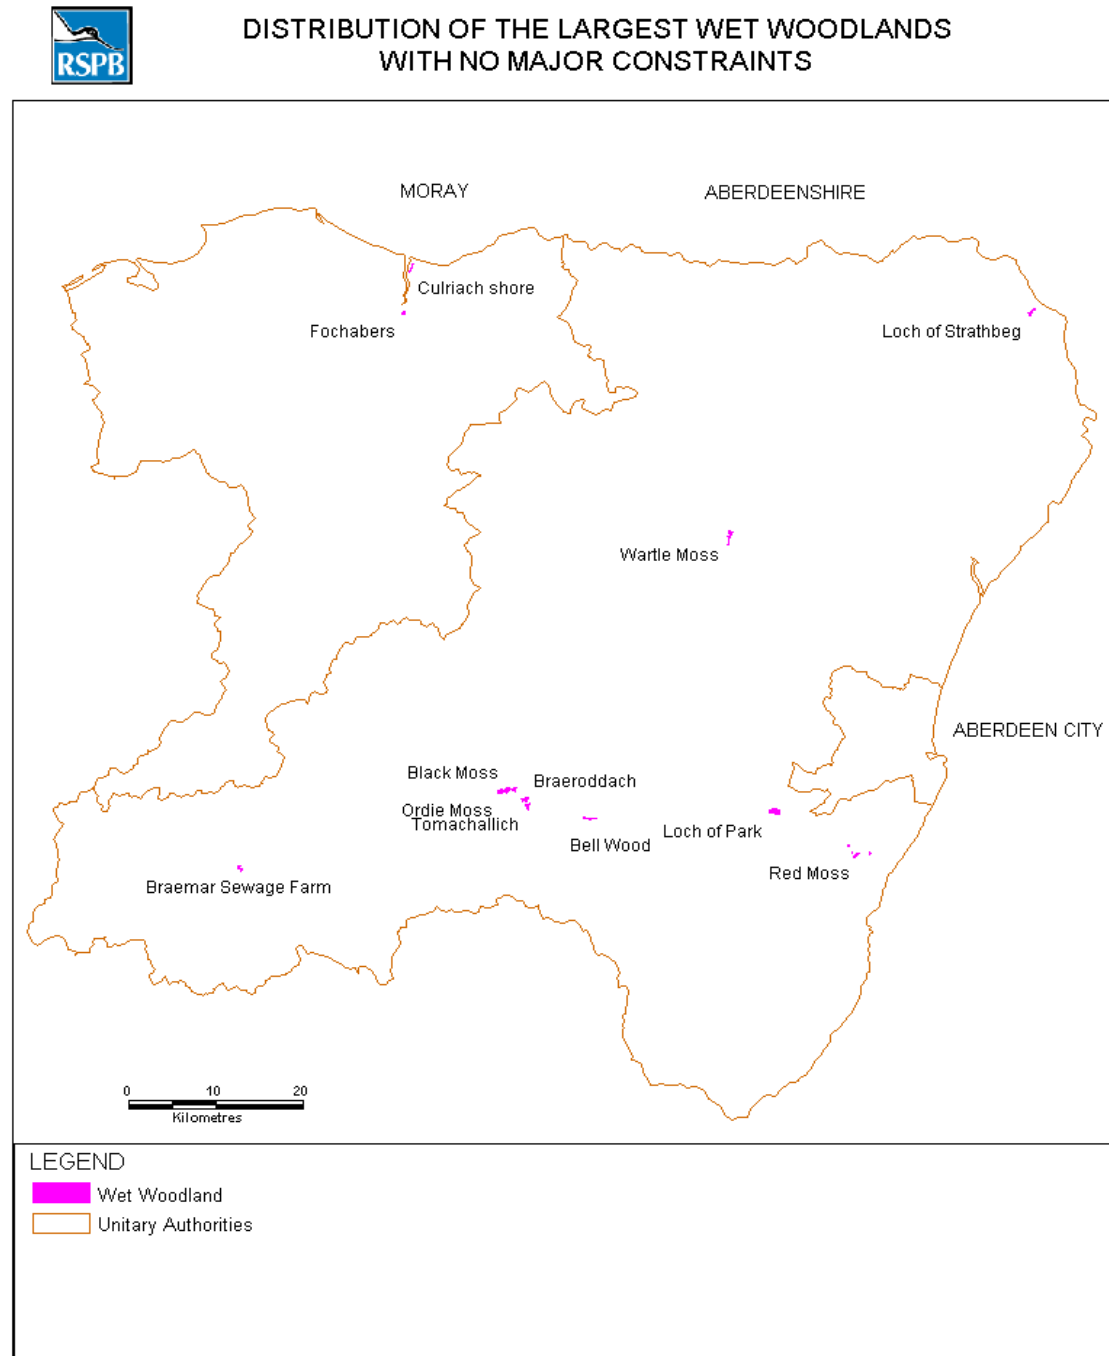 RSPB
DISTRIBUTION OF THE LARGEST WET WOODLANDS
WITH NO MAJOR CONSTRAINTS
MORAY
ABERDEENSHIRE
Culriach shore
Fochabers
Loch of Strathbeg
Wartle Moss
ABERDEEN CITY
Black Moss
Braeroddach
Ordie Moss
Tomachallich
Bell Wood
Loch of Park
Red Moss
Braemar Sewage Farm
0 10 20
Kilometres
LEGEND
Wet Woodland
Unitary Authorities